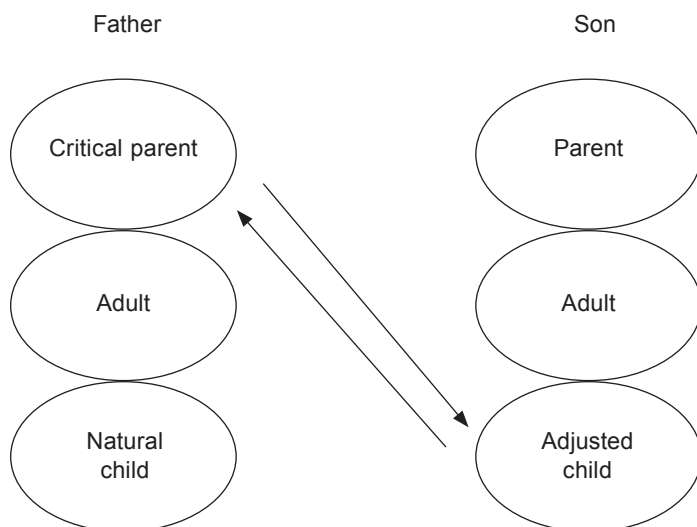 Father
Son
Critical parent
Parent
Adult
Adult
Natural
child
Adjusted
child